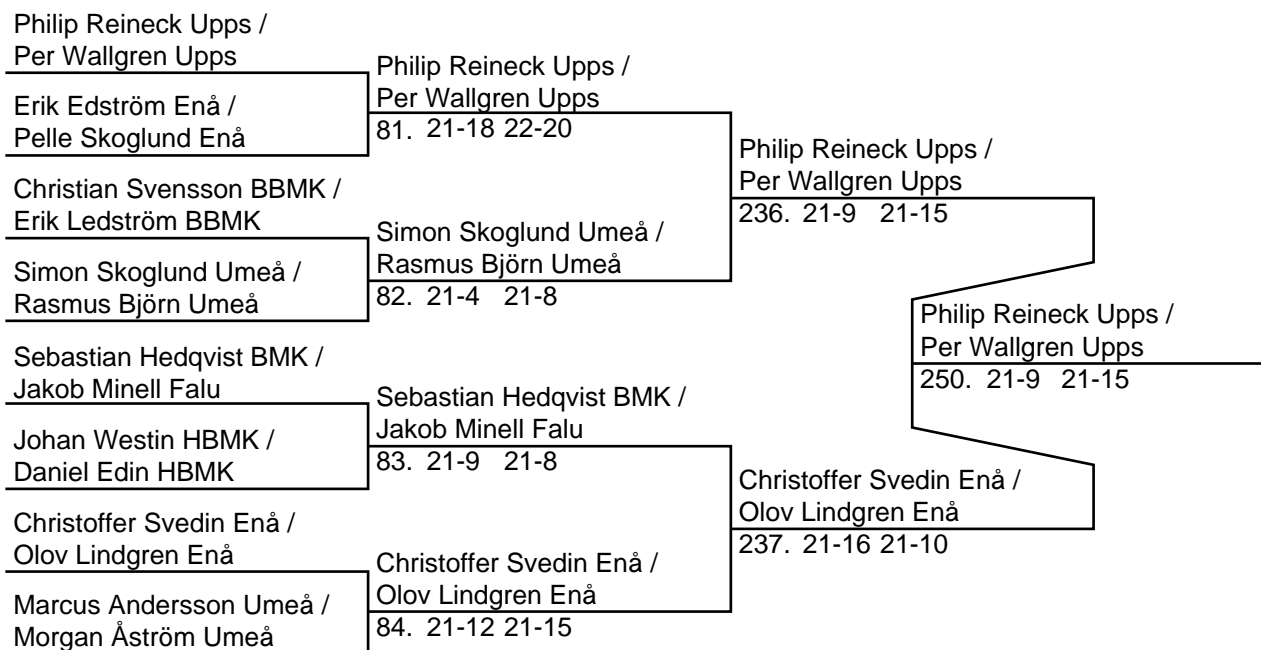 Philip Reineck Upps /
Per Wallgren Upps
Erik Edström Enå /
Pelle Skoglund Enå
Christian Svensson BBMK /
Erik Ledström BBMK
Simon Skoglund Umeå /
Rasmus Björn Umeå
Sebastian Hedqvist BMK /
Jakob Minell Falu
Johan Westin HBMK /
Daniel Edin HBMK
Christoffer Svedin Enå /
Olov Lindgren Enå
Marcus Andersson Umeå /
Morgan Åström Umeå
Philip Reineck Upps /
Per Wallgren Upps
81. 21-18 22-20
Simon Skoglund Umeå /
Rasmus Björn Umeå
82. 21-4 21-8
Sebastian Hedqvist BMK /
Jakob Minell Falu
83. 21-9 21-8
Christoffer Svedin Enå /
Olov Lindgren Enå
84. 21-12 21-15
Philip Reineck Upps /
Per Wallgren Upps
236. 21-9 21-15
Christoffer Svedin Enå /
Olov Lindgren Enå
237. 21-16 21-10
Philip Reineck Upps /
Per Wallgren Upps
250. 21-9 21-15